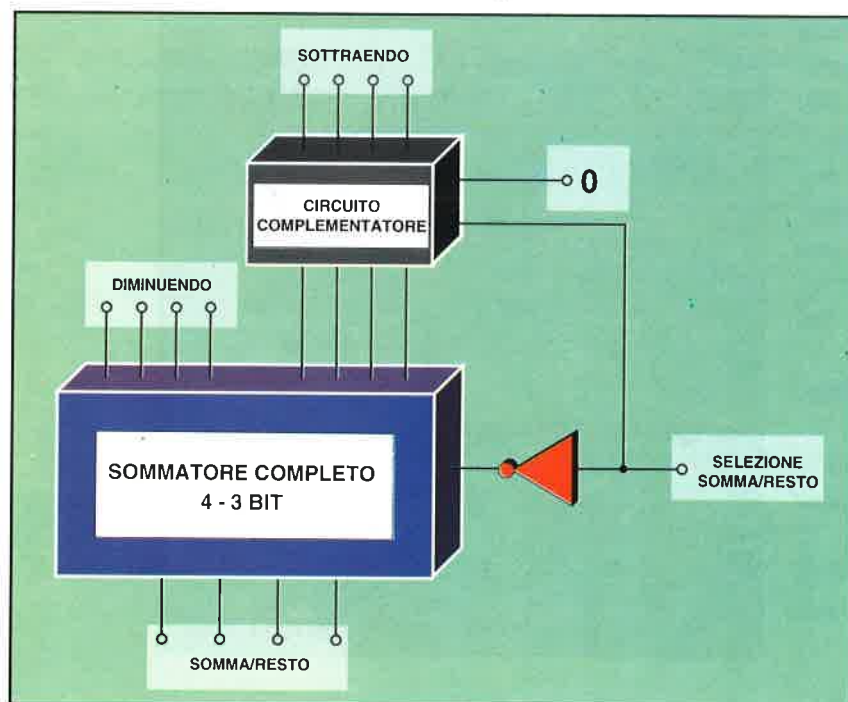 SOTTRAENDO
0
CIRCUITO
COMPLEMENTATORE
DIMINUENDO
SOMMATORE COMPLETO
4 - 3 BIT
SELEZIONE
SOMMA/RESTO
SOMMA/RESTO